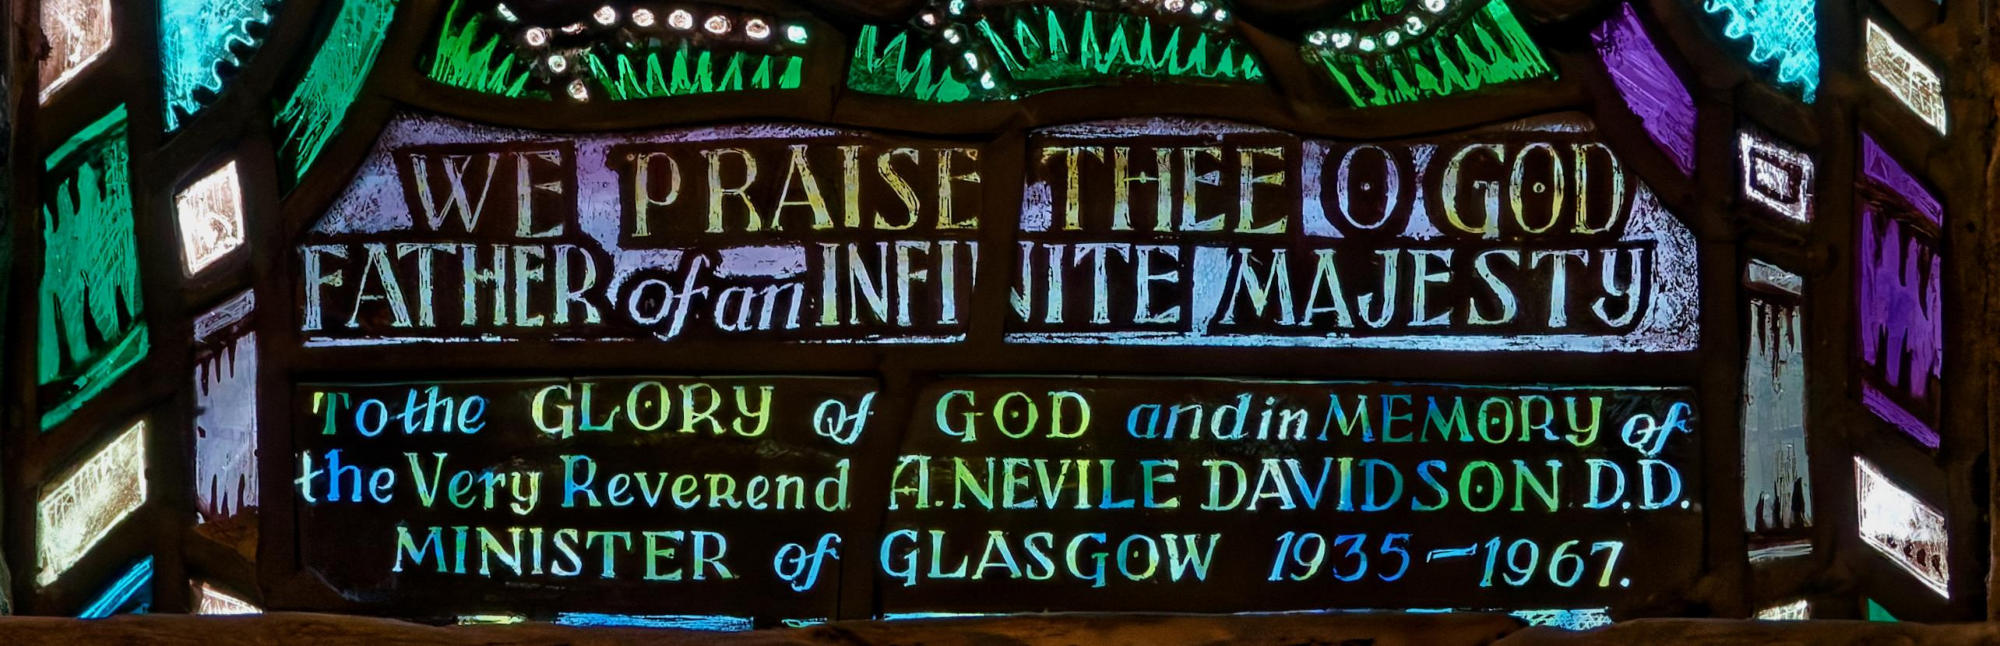 WE PRAISE THEE O GOD
FATHER of an INFINITE MAJESTY
To the GLORY of GOD and in MEMORY of
the Very Reverend A. NEVILE DAVIDSON D.D.
MINISTER of GLASGOW 1935-1967.